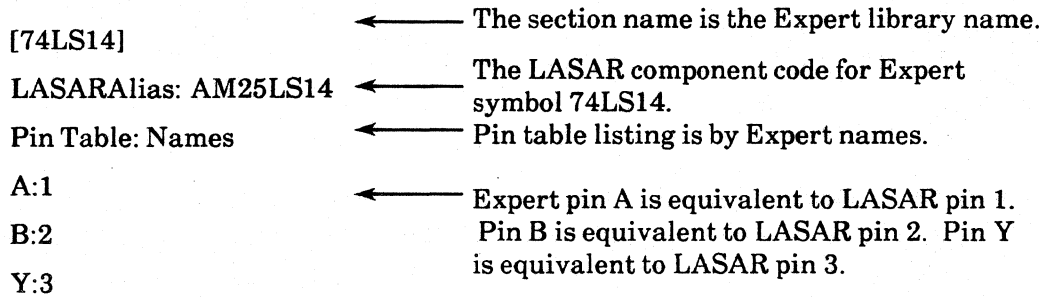 The section name is the Expert library name.
[74LS14]
LASARAlias: AM25LS14
The LASAR component code for Expert
symbol 74LS14.
Pin Table: Names
Pin table listing is by Expert names.
A:1
Expert pin A is equivalent to LASAR pin 1.
B:2
Pin B is equivalent to LASAR pin 2. Pin Y
is equivalent to LASAR pin 3.
Y:3